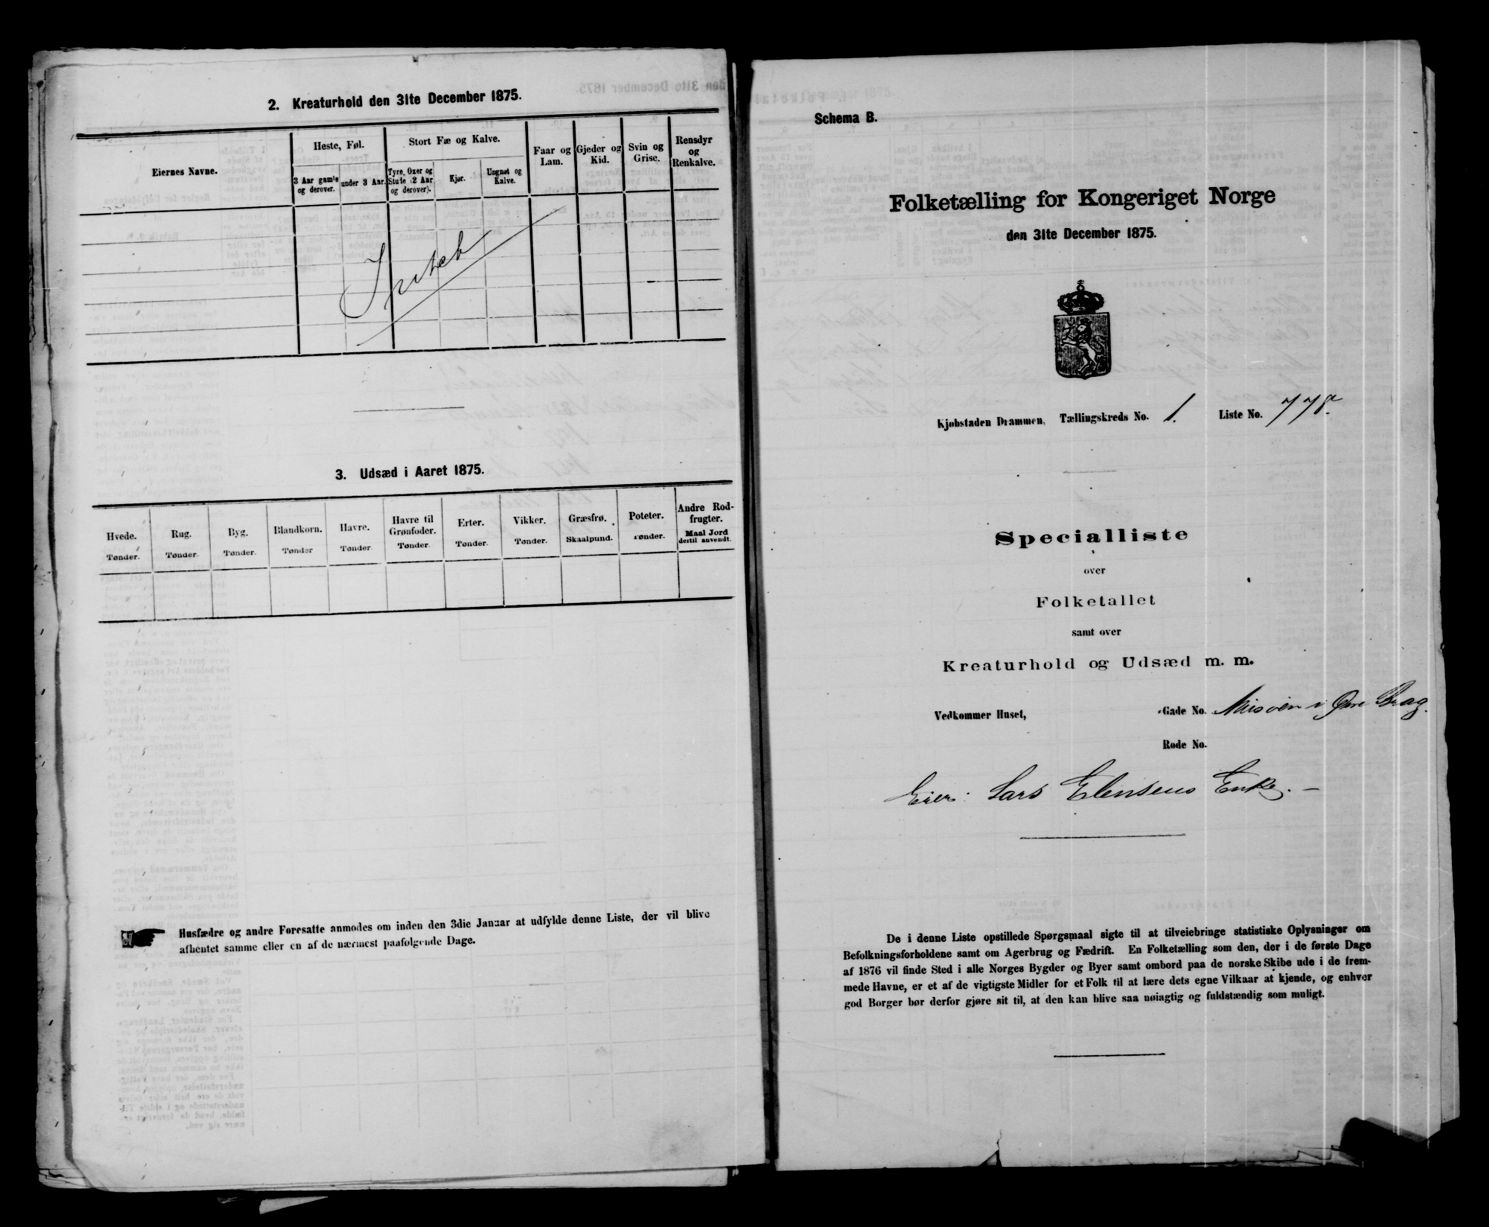 2. Kreaturhold den 31te December 1875.
Eiernes Navne.
Heste, Føl.
3 Aar gamle og derover.
under 3 Aar.
Stort Fæ og Kalve.
Tyre, Oxer og Stude (2 Aar og derover).
Kjør.
Ungnøt og Kalve.
Faar og Lam.
Gjeder og Kid.
Svin og Grise.
Rensdyr og Renkalve.
Intet
3. Udsæd i Aaret 1875.
Hvede. Tønder.
Rug. Tønder.
Byg. Tønder.
Blandkorn. Tønder
Havre. Tønder
Havre til Grønfoder. Tønder.
Erter. Tønder.
Vikker. Tønder.
Græsfrø. Skaalpund.
Poteter. Tønder.
Andre Rodfrugter. Maal Jord dertil anvendt.
Husfædre og andre Foresatte anmodes om inden den 3die Januar at udfylde denne Liste, der vil blive
afhentet samme eller en af de nærmest paafølgende Dage.
Schema B.
Folketælling for Kongeriget Norge
den 31te December 1875.
Kjøbstaden Drammen, Tællingskreds No. 1. Liste No. 778.
Specialliste
over
Folketallet
samt over
Kreaturhold og Udsæd m. m.
Vedkommer Huset, Gade No. i Øvre Brag.
Rode No.
Eier: Lars Ellensens Enke. –
De i denne Liste opstillede Spørgsmaal sigte til at tilveiebringe statistiske Oplysninger om
Befolkningsforholdene samt om Agerbrug og Fædrift. En Folketælling som den, der i de første Dage
af 1876 vil finde Sted i alle Norges Bygder og Byer samt ombord paa de norske Skibe ude i de frem-
mede Havne, er et af de vigtigste Midler for et Folk til at lære dets egne Vilkaar at kjende, og enhver
god Borger bør derfor gjøre sit til, at den kan blive saa nøiagtig og fuldstændig som muligt.